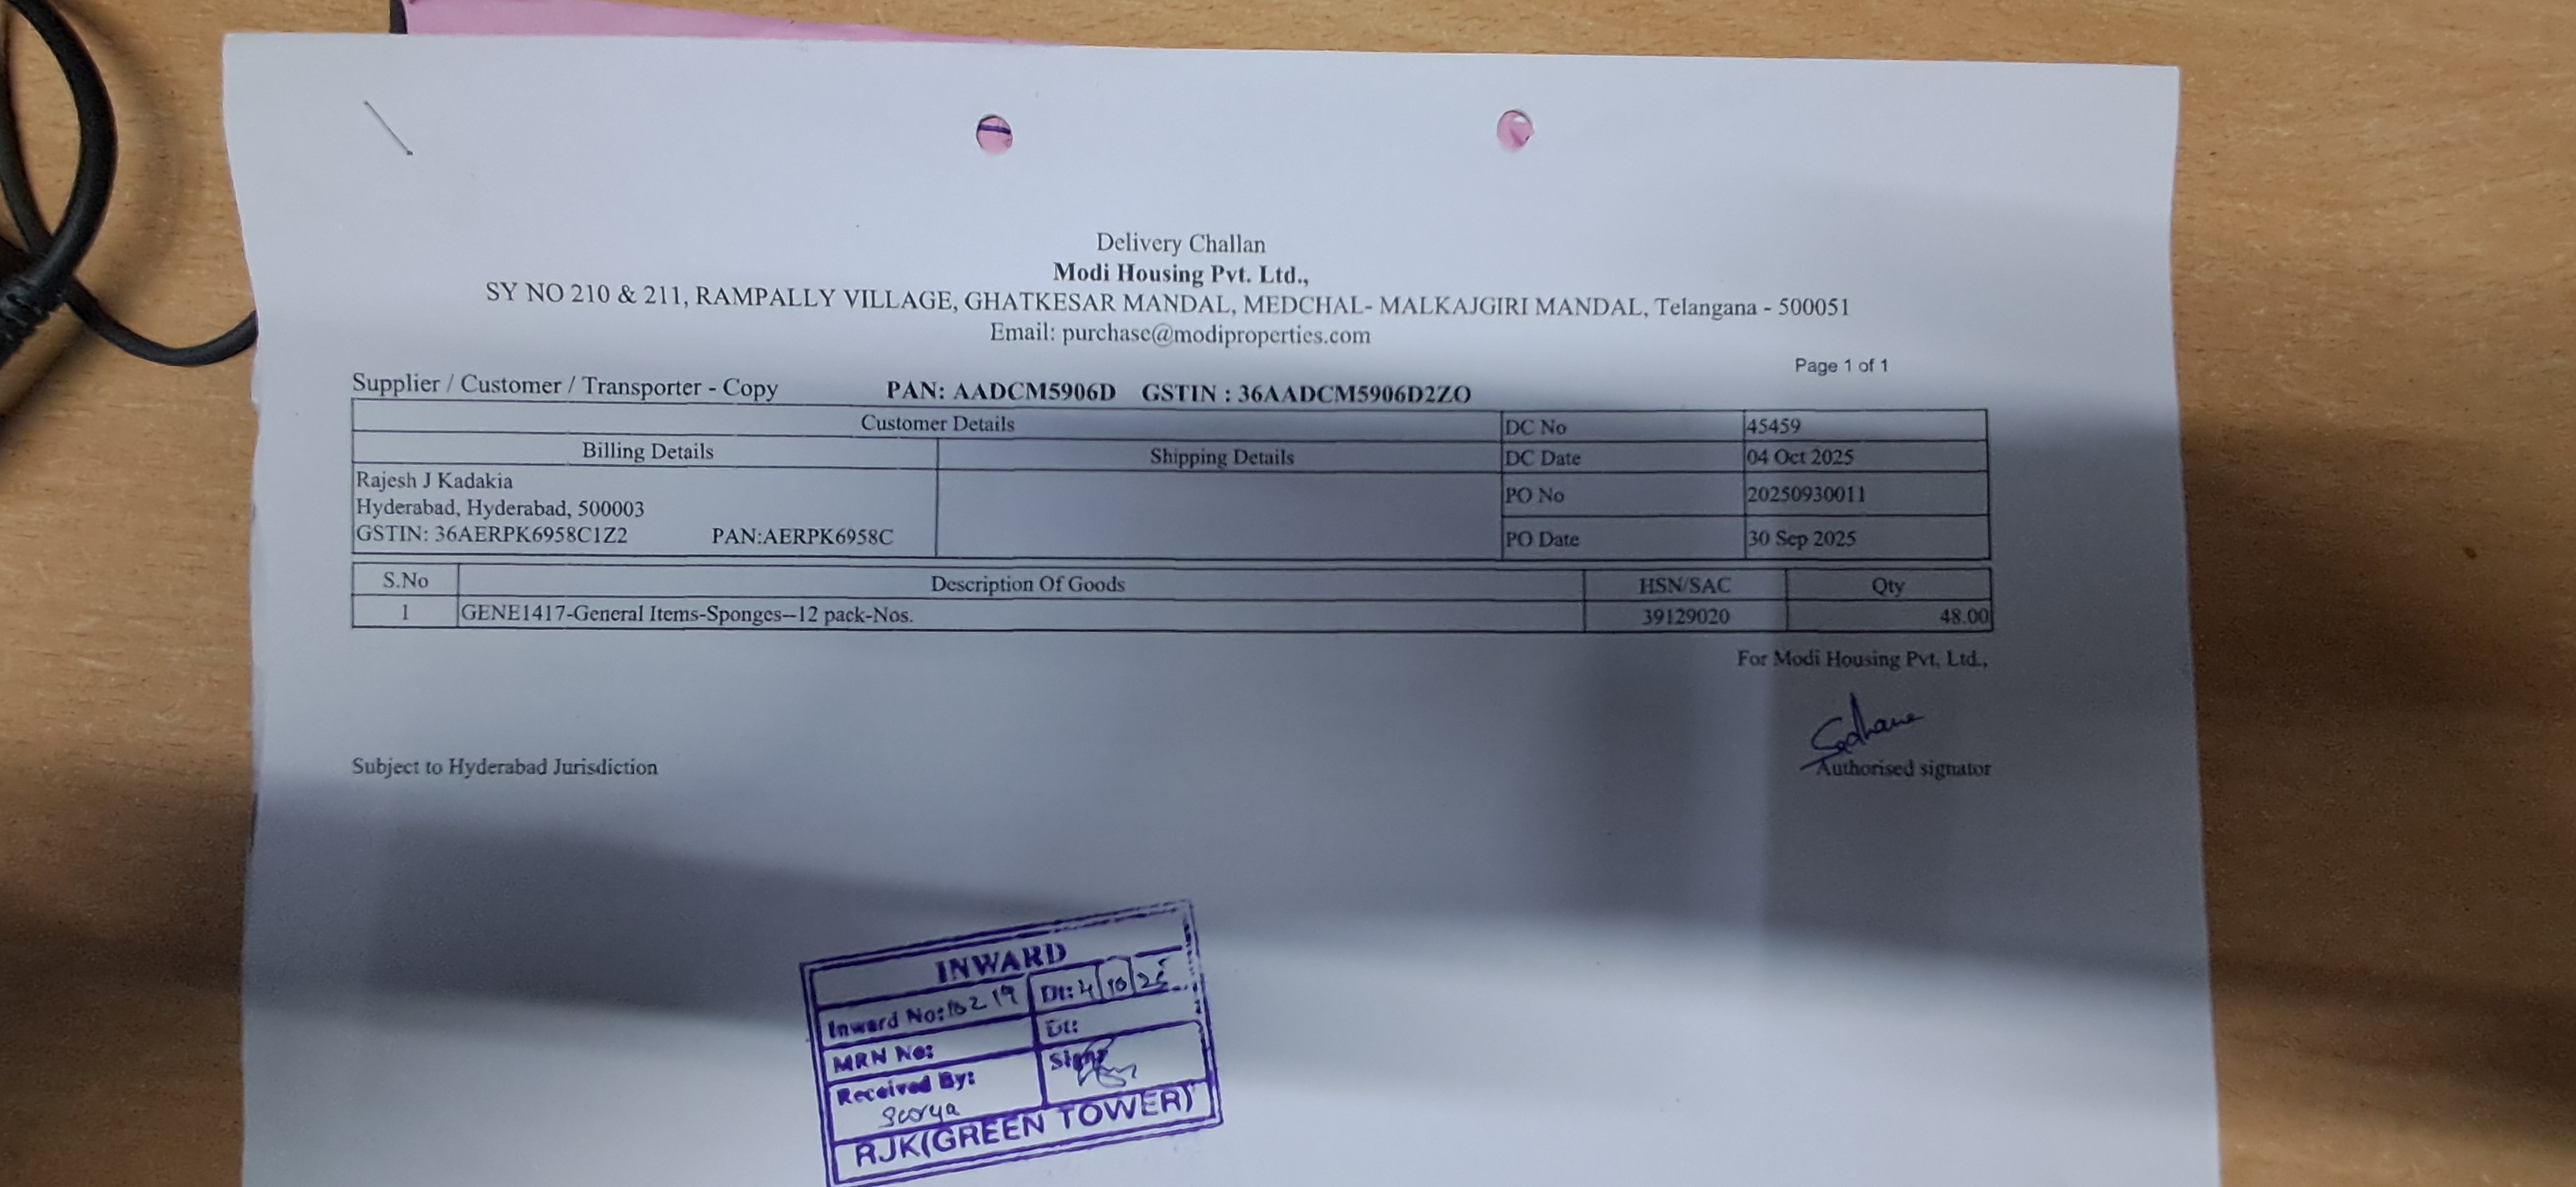 Delivery Challan
Modi Housing Pvt. Ltd.,
SY NO 210 & 211, RAMPALLY VILLAGE, GHATKESAR MANDAL, MEDCHAL- MALKAJGIRI MANDAL, Telangana - 500051
Email: purchase@modiproperties.com
Page 1 of 1
Supplier / Customer / Transporter - Copy PAN: AADCM5906D GSTIN : 36AADCM5906D2ZO
Customer Details
Billing Details Shipping Details
Rajesh J Kadakia
Hyderabad, Hyderabad, 500003
GSTIN: 36AERPK6958C1Z2 PAN:AERPK6958C
DC No 45459
DC Date 04 Oct 2025
PO No 20250930011
PO Date 30 Sep 2025
S.No Description Of Goods HSN/SAC Qty
1 GENE1417-General Items-Sponges--12 pack-Nos. 39129020 48.00
For Modi Housing Pvt. Ltd.,
Subject to Hyderabad Jurisdiction Authorised signator
INWARD
Inward No: Dt: 4/10/25
MRN No: Dt:
Received By: Sign:
RJK(GREEN TOWER)